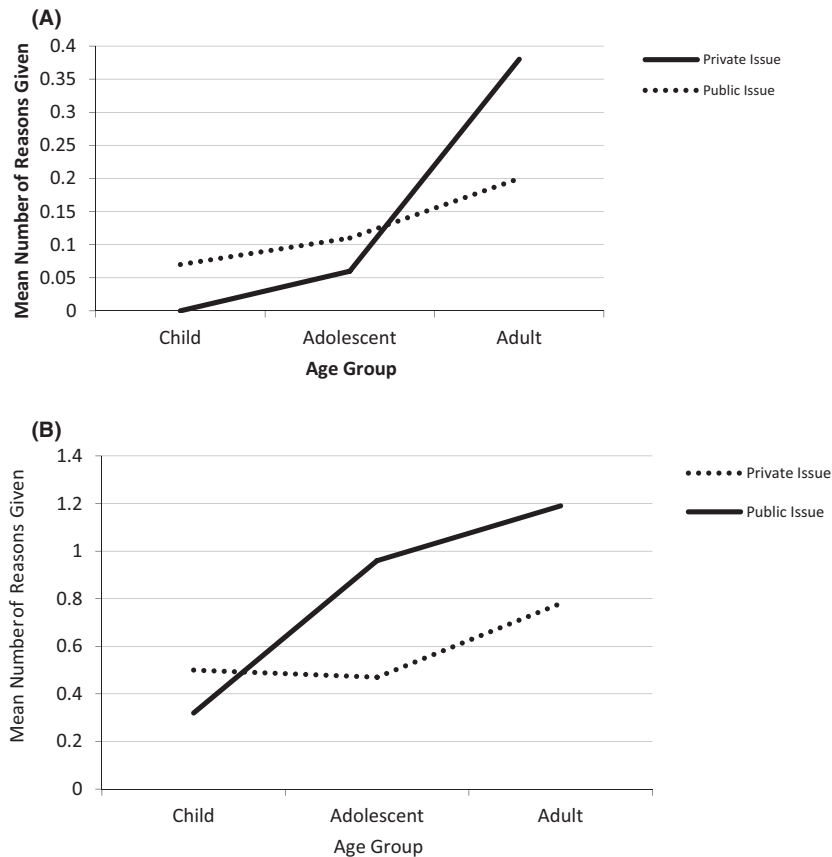 (A)
Mean Number of Reasons Given
0.4
0.35
0.3
0.25
0.2
0.15
0.1
0.05
0
Child Adolescent Adult
Age Group
Private Issue
Public Issue
(B)
Mean Number of Reasons Given
1.4
1.2
1
0.8
0.6
0.4
0.2
0
Child Adolescent Adult
Age Group
Private Issue
Public Issue